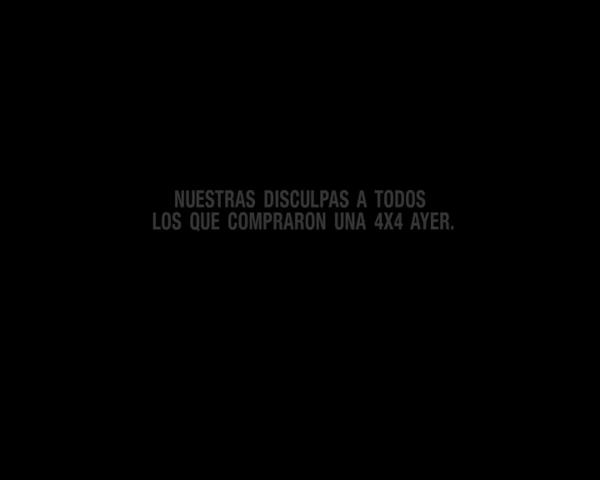 NUESTRAS DISCULPAS A TODOS
LOS QUE COMPRARON UNA 4X4 AYER.